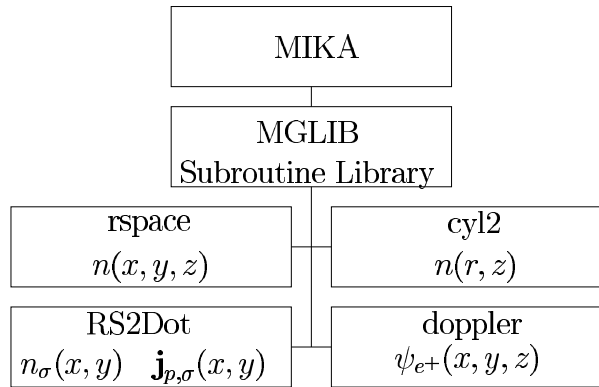 MIKA
MGLIB
Subroutine Library
rspace
n(x, y, z)
cyl2
n(r, z)
RS2Dot
n_σ(x, y) j_{p,σ}(x, y)
doppler
ψ_{e+}(x, y, z)